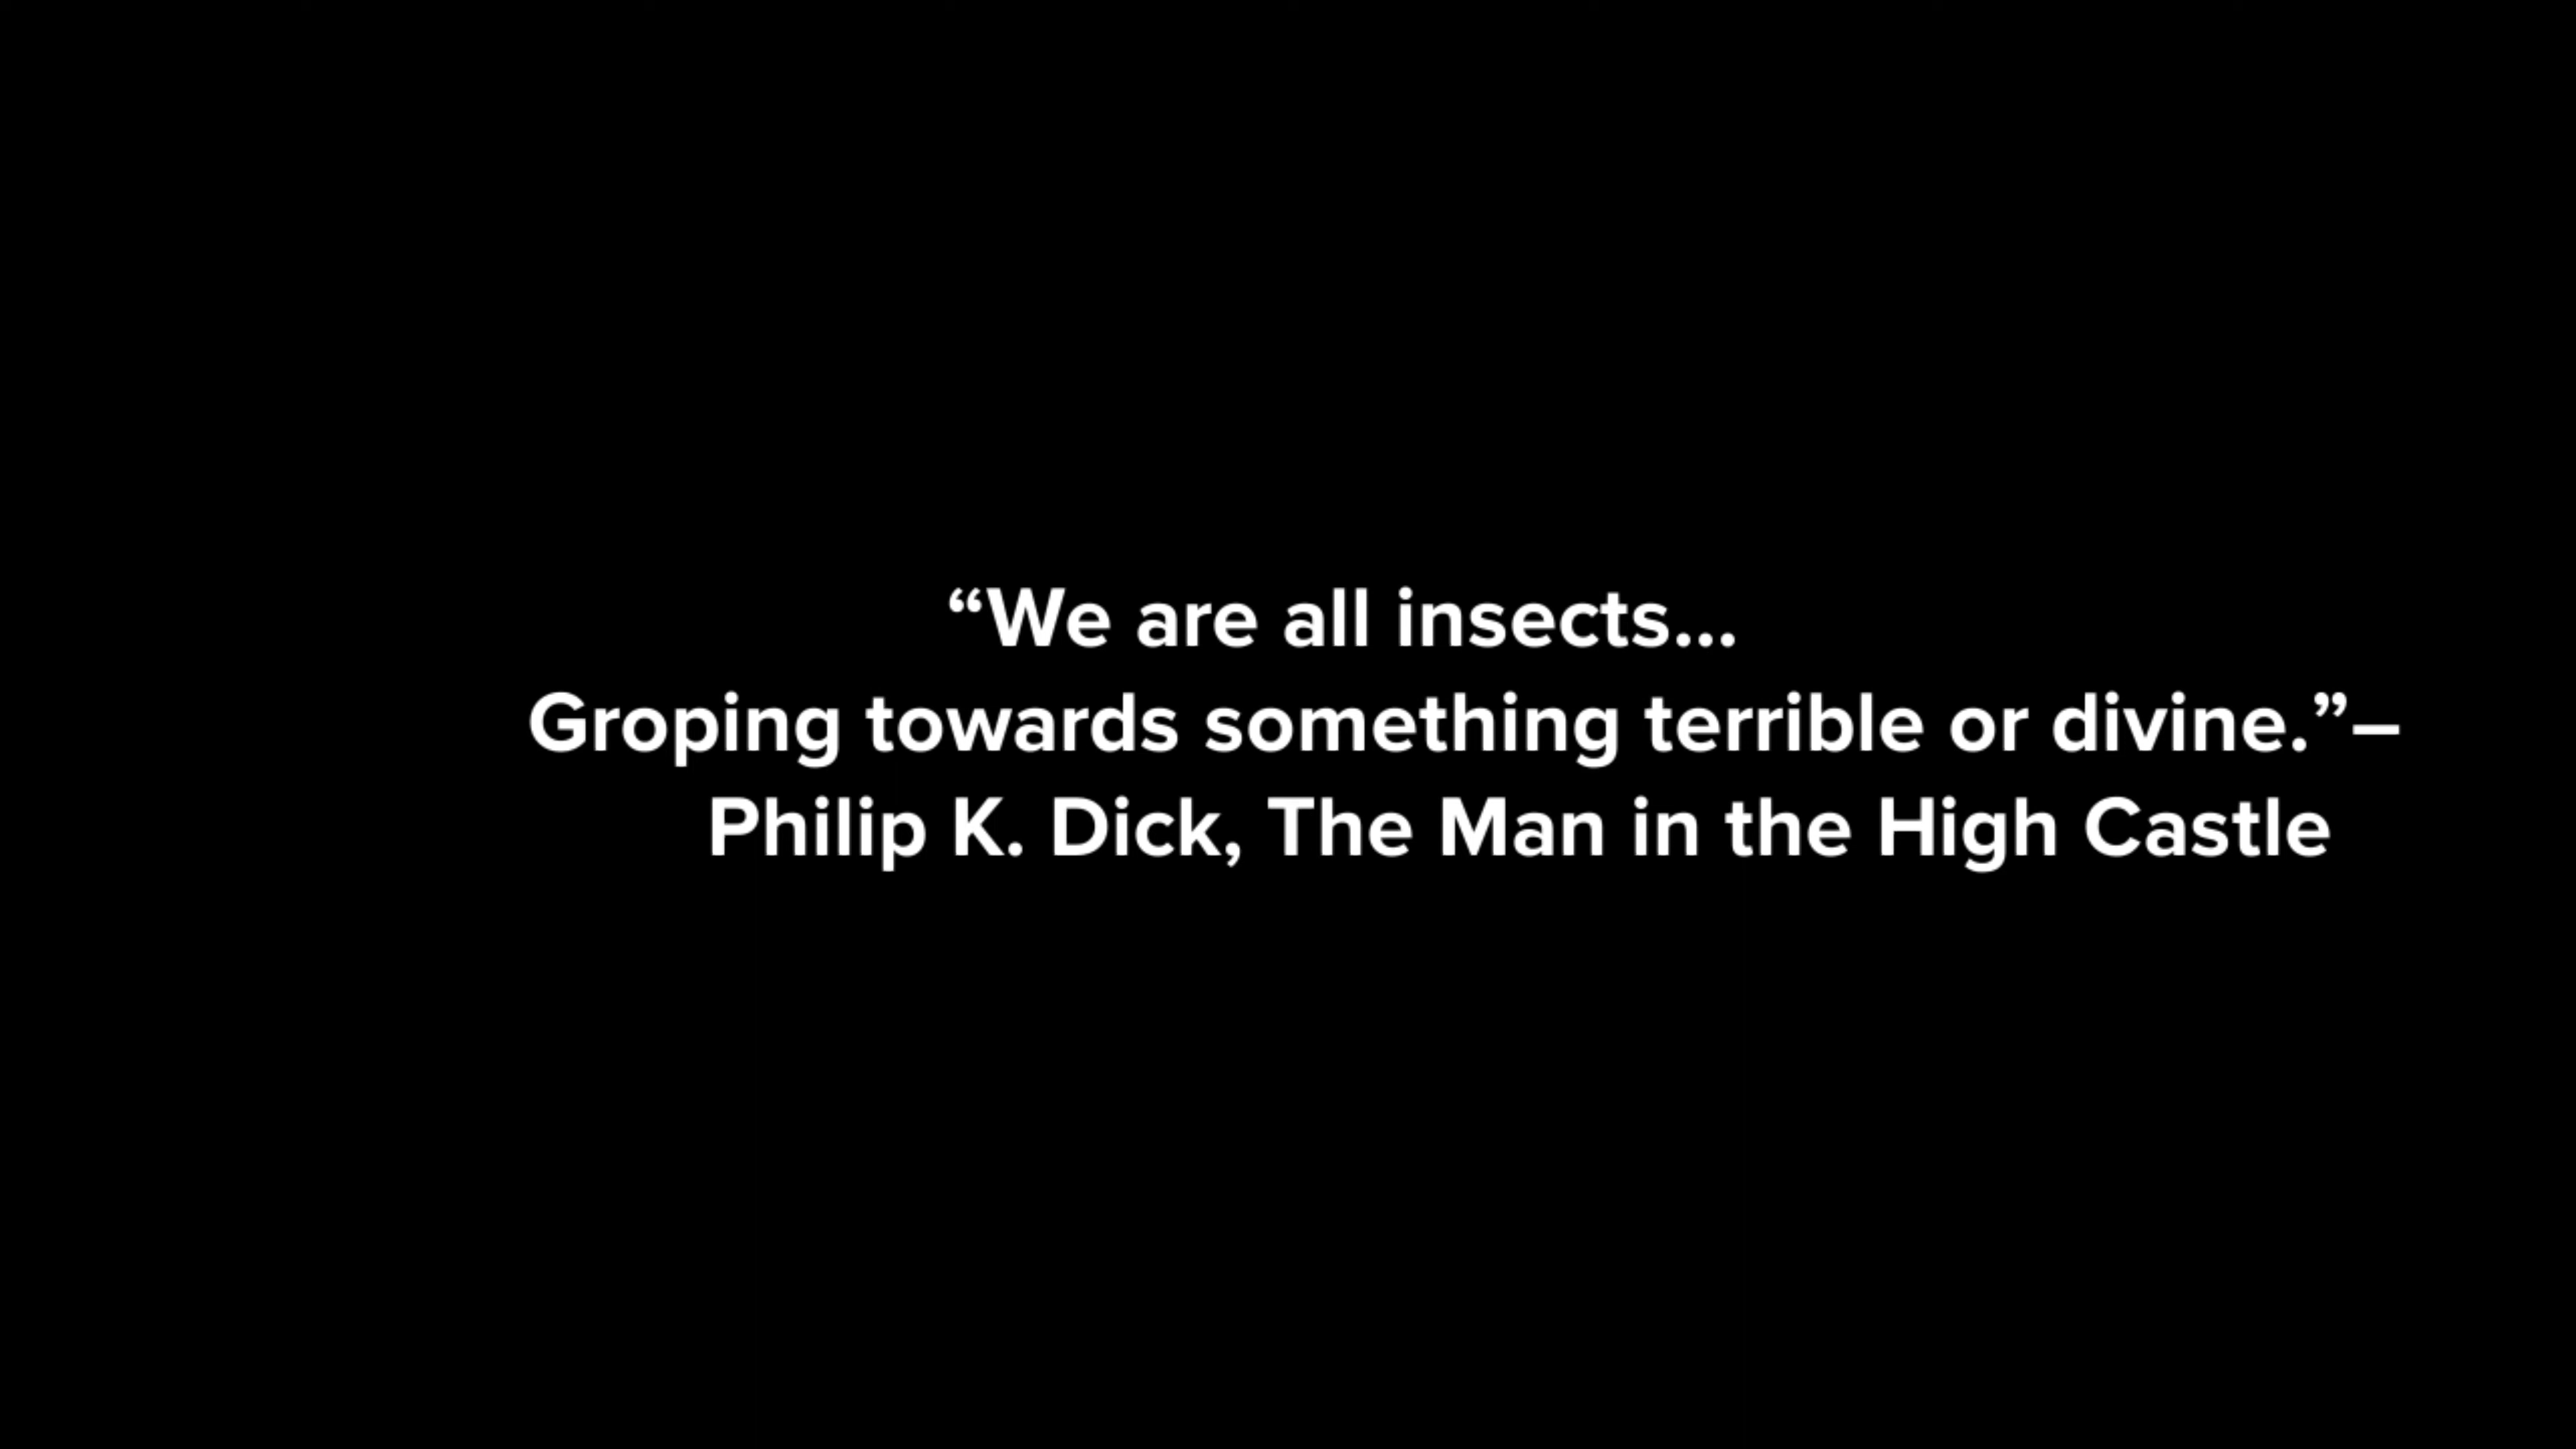 “We are all insects...
Groping towards something terrible or divine.”–
Philip K. Dick, The Man in the High Castle